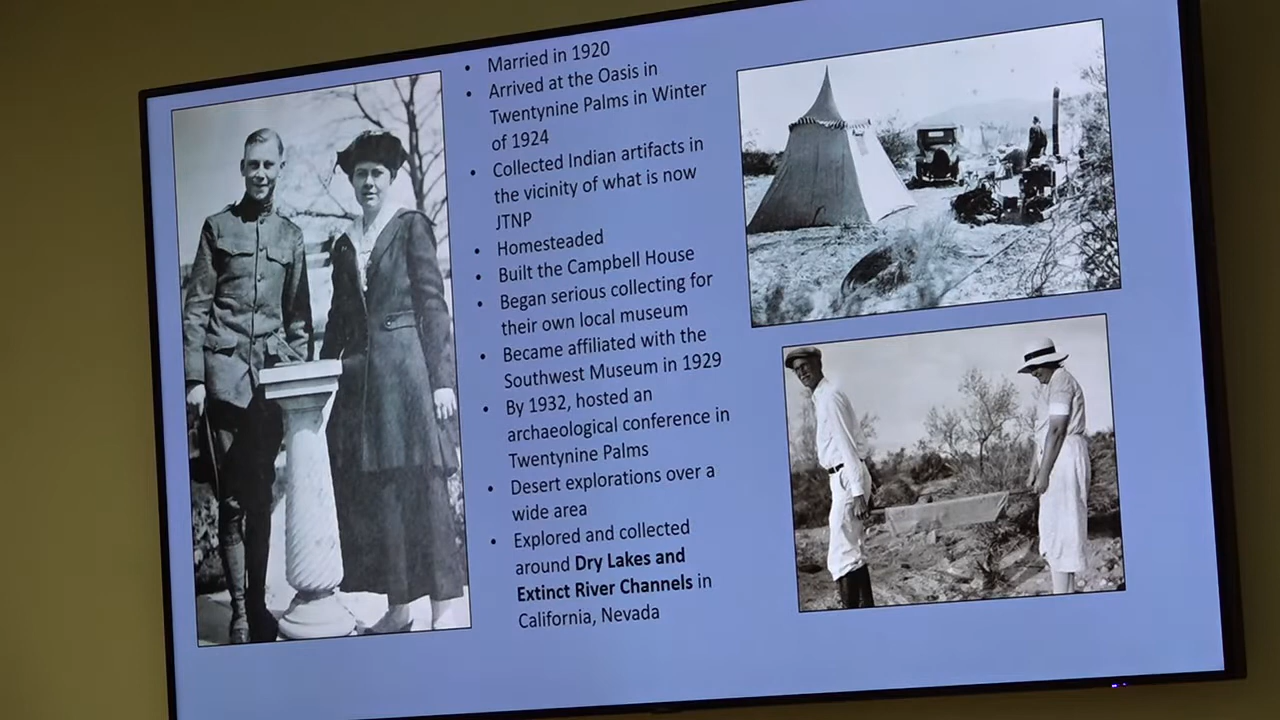 • Married in 1920
• Arrived at the Oasis in
Twentynine Palms in Winter
of 1924
• Collected Indian artifacts in
the vicinity of what is now
JTNP
• Homesteaded
• Built the Campbell House
• Began serious collecting for
their own local museum
• Became affiliated with the
Southwest Museum in 1929
• By 1932, hosted an
archaeological conference in
Twentynine Palms
• Desert explorations over a
wide area
• Explored and collected
around Dry Lakes and
Extinct River Channels in
California, Nevada